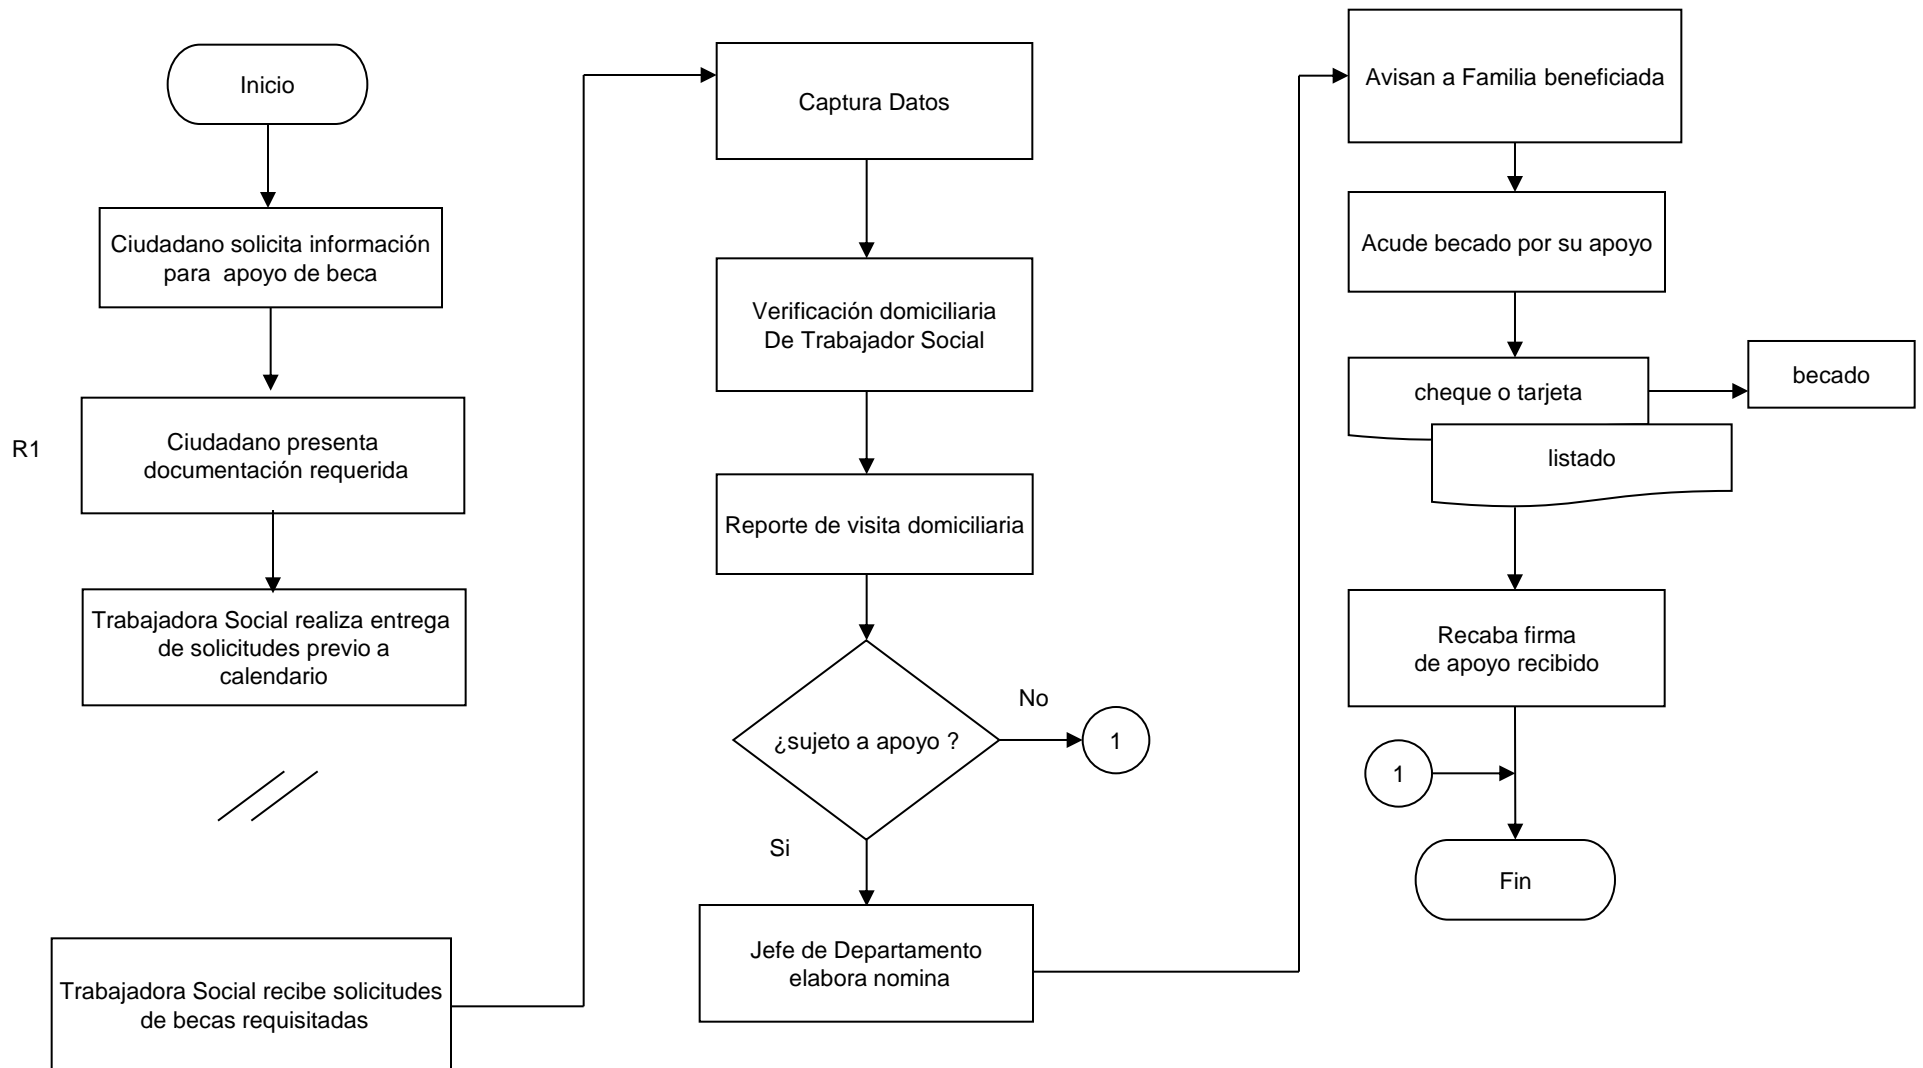 Inicio
Ciudadano solicita información
para apoyo de beca
R1
Ciudadano presenta
documentación requerida
Trabajadora Social realiza entrega
de solicitudes previo a
calendario
Trabajadora Social recibe solicitudes
de becas requisitadas
Captura Datos
Verificación domiciliaria
De Trabajador Social
Reporte de visita domiciliaria
¿sujeto a apoyo ?
No
1
Si
Jefe de Departamento
elabora nomina
Avisan a Familia beneficiada
Acude becado por su apoyo
cheque o tarjeta
becado
listado
Recaba firma
de apoyo recibido
1
Fin